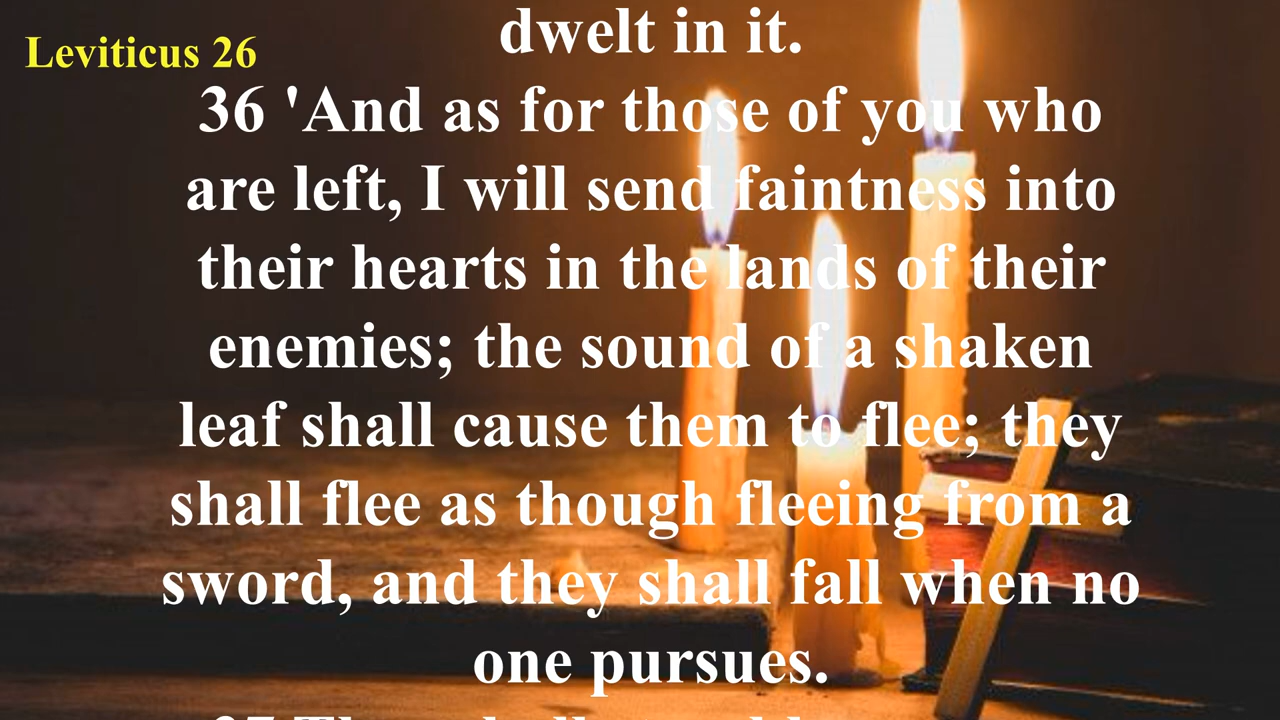 Leviticus 26
dwelt in it.
36 'And as for those of you who
are left, I will send faintness into
their hearts in the lands of their
enemies; the sound of a shaken
leaf shall cause them to flee; they
shall flee as though fleeing from a
sword, and they shall fall when no
one pursues.